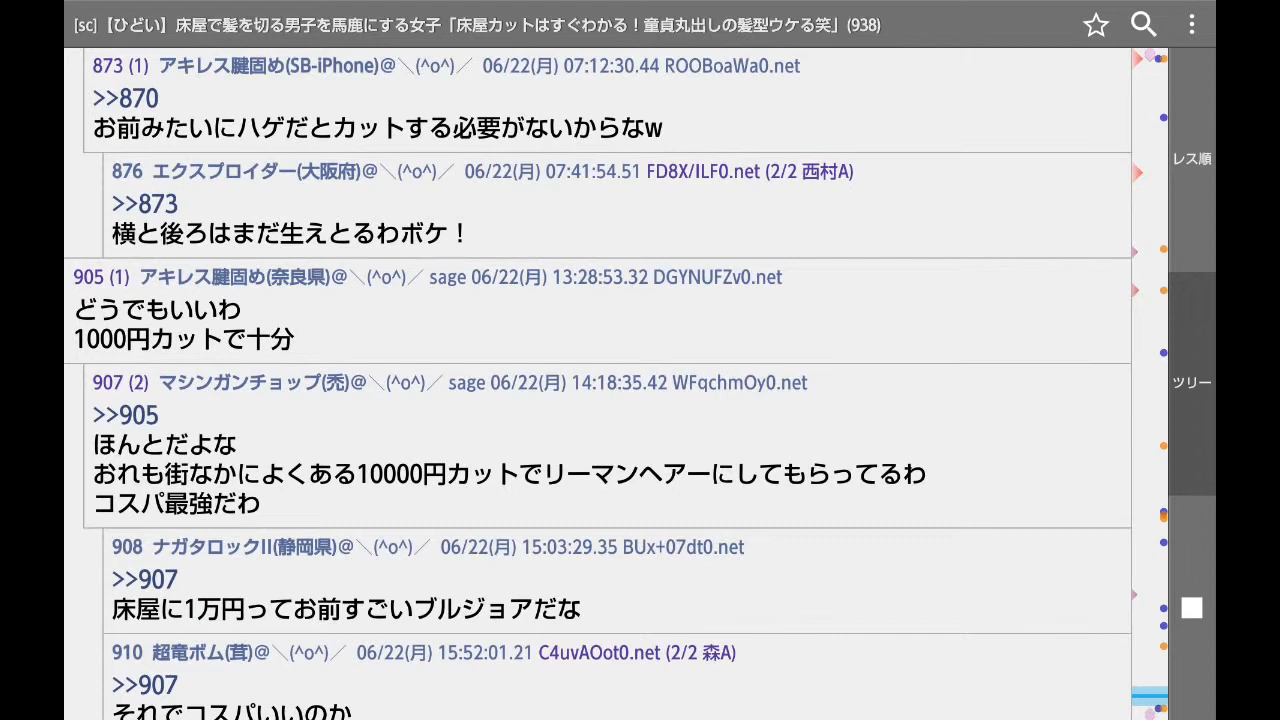 [sc]【ひどい】床屋で髪を切る男子を馬鹿にする女子「床屋カットはすぐわかる！童貞丸出しの髪型ウケる笑」(938)
873 (1) アキレス腱固め(SB-iPhone)@＼(^o^)／ 06/22(月) 07:12:30.44 ROOBoaWa0.net
>>870
お前みたいにハゲだとカットする必要がないからなw
876 エクスプロイダー(大阪府)@＼(^o^)／ 06/22(月) 07:41:54.51 FD8X/ILF0.net (2/2 西村A)
>>873
横と後ろはまだ生えとるわボケ！
905 (1) アキレス腱固め(奈良県)@＼(^o^)／ sage 06/22(月) 13:28:53.32 DGYNUFZv0.net
どうでもいいわ
1000円カットで十分
907 (2) マシンガンチョップ(禿)@＼(^o^)／ sage 06/22(月) 14:18:35.42 WFqchmOy0.net
>>905
ほんとだよな
おれも街なかによくある10000円カットでリーマンヘアーにしてもらってるわ
コスパ最強だわ
908 ナガタロックII(静岡県)@＼(^o^)／ 06/22(月) 15:03:29.35 BUx+07dt0.net
>>907
床屋に1万円ってお前すごいブルジョアだな
910 超竜ボム(茸)@＼(^o^)／ 06/22(月) 15:52:01.21 C4uvAOot0.net (2/2 森A)
>>907
それでコスパいいのか
レス順
ツリー